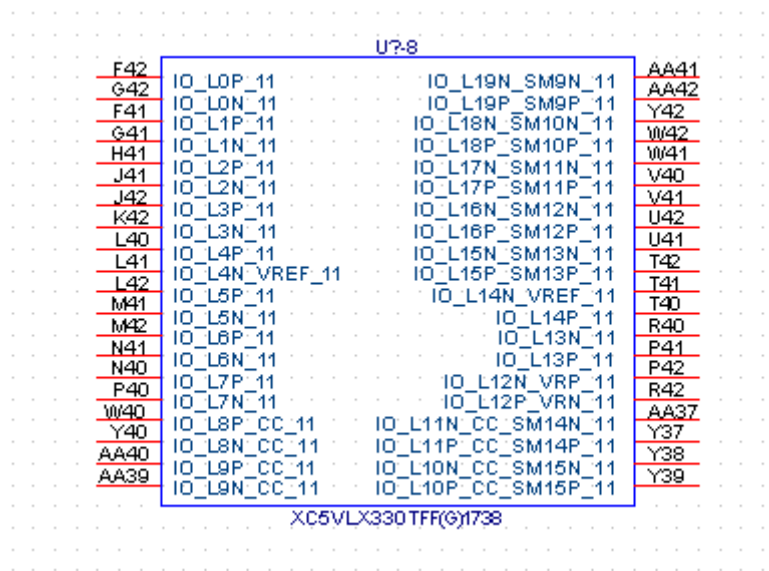 U?-8
F42 IO_L0P_11 IO_L19N_SM9N_11 AA41
G42 IO_L0N_11 IO_L19P_SM9P_11 AA42
F41 IO_L1P_11 IO_L18N_SM10N_11 Y42
G41 IO_L1N_11 IO_L18P_SM10P_11 W42
H41 IO_L2P_11 IO_L17N_SM11N_11 W41
J41 IO_L2N_11 IO_L17P_SM11P_11 V40
J42 IO_L3P_11 IO_L16N_SM12N_11 V41
K42 IO_L3N_11 IO_L16P_SM12P_11 U42
L40 IO_L4P_11 IO_L15N_SM13N_11 U41
L41 IO_L4N_VREF_11 IO_L15P_SM13P_11 T42
L42 IO_L5P_11 IO_L14N_VREF_11 T41
M41 IO_L5N_11 IO_L14P_11 T40
M42 IO_L6P_11 IO_L13N_11 R40
N41 IO_L6N_11 IO_L13P_11 P41
N40 IO_L7P_11 IO_L12N_VRP_11 P42
P40 IO_L7N_11 IO_L12P_VRN_11 R42
W40 IO_L8P_CC_11 IO_L11N_CC_SM14N_11 AA37
Y40 IO_L8N_CC_11 IO_L11P_CC_SM14P_11 Y37
AA40 IO_L9P_CC_11 IO_L10N_CC_SM15N_11 Y38
AA39 IO_L9N_CC_11 IO_L10P_CC_SM15P_11 Y39
XC5VLX330TFF(G)1738